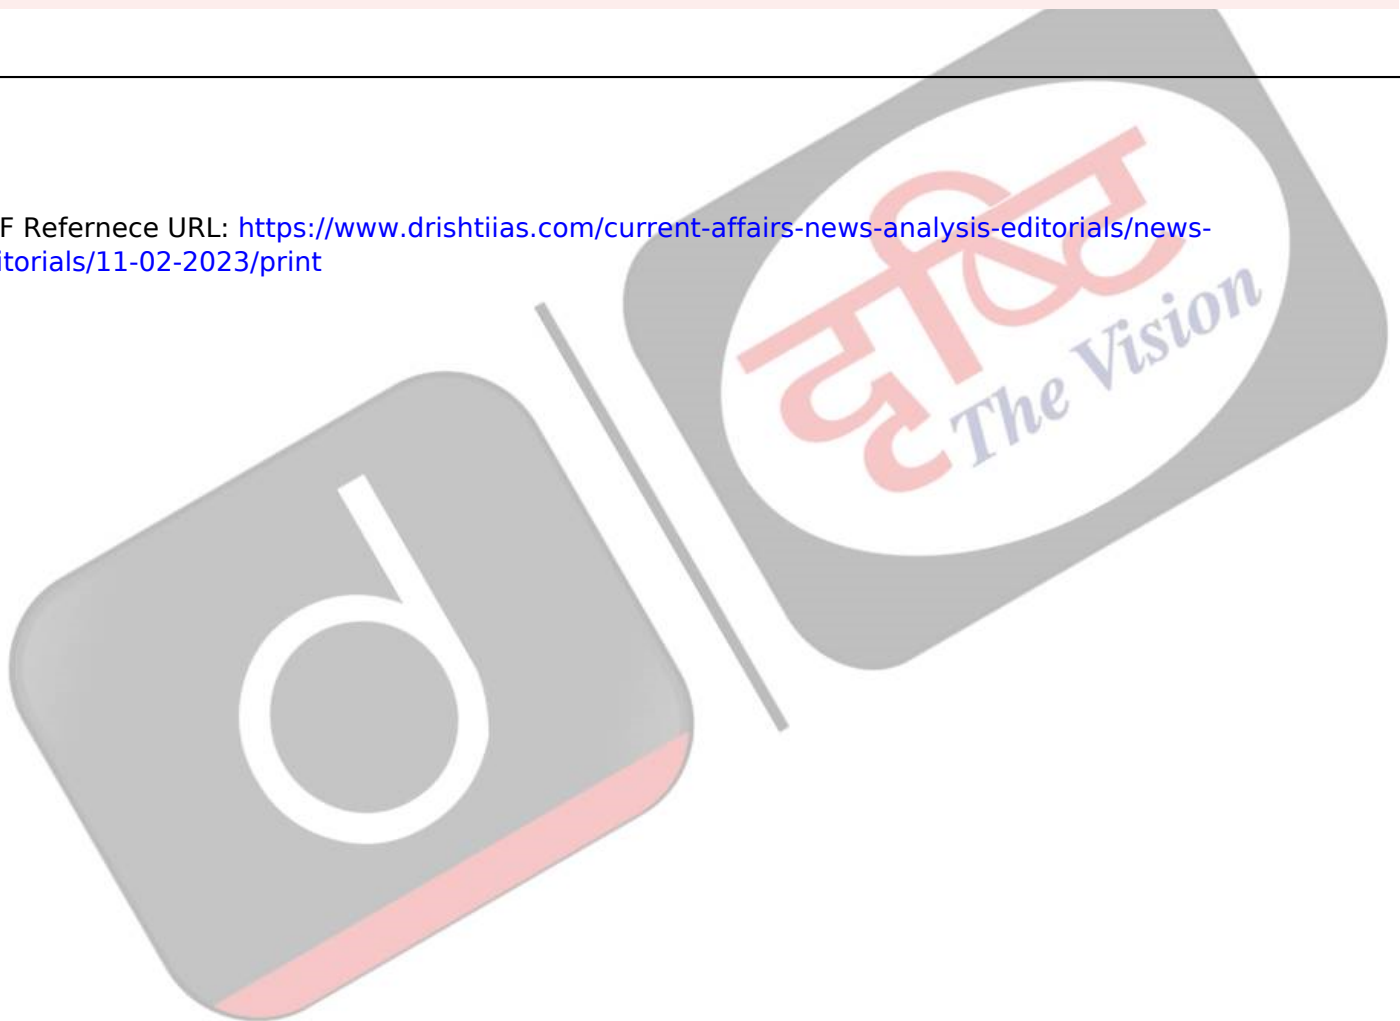 F Refernece URL: https://www.drishtiias.com/current-affairs-news-analysis-editorials/news-
itorials/11-02-2023/print
दृष्टि
The Vision
d